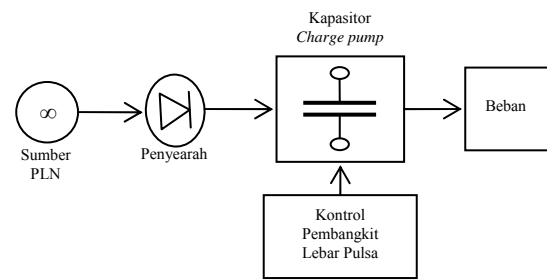 Kapasitor
Charge pump
∞
Sumber
PLN
Penyearah
Beban
Kontrol
Pembangkit
Lebar Pulsa